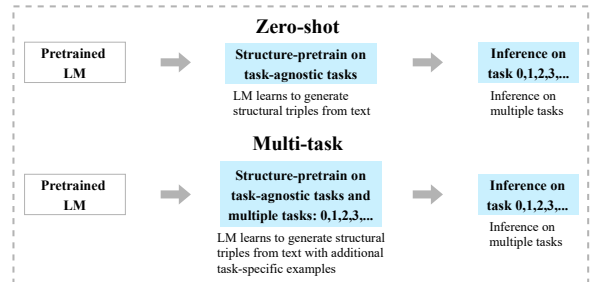 Zero-shot
Pretrained
LM
Structure-pretrain on
task-agnostic tasks
Inference on
task 0,1,2,3,...
LM learns to generate
structural triples from text
Inference on
multiple tasks
Multi-task
Pretrained
LM
Structure-pretrain on
task-agnostic tasks and
multiple tasks: 0,1,2,3,...
Inference on
task 0,1,2,3,...
LM learns to generate structural
triples from text with additional
task-specific examples
Inference on
multiple tasks